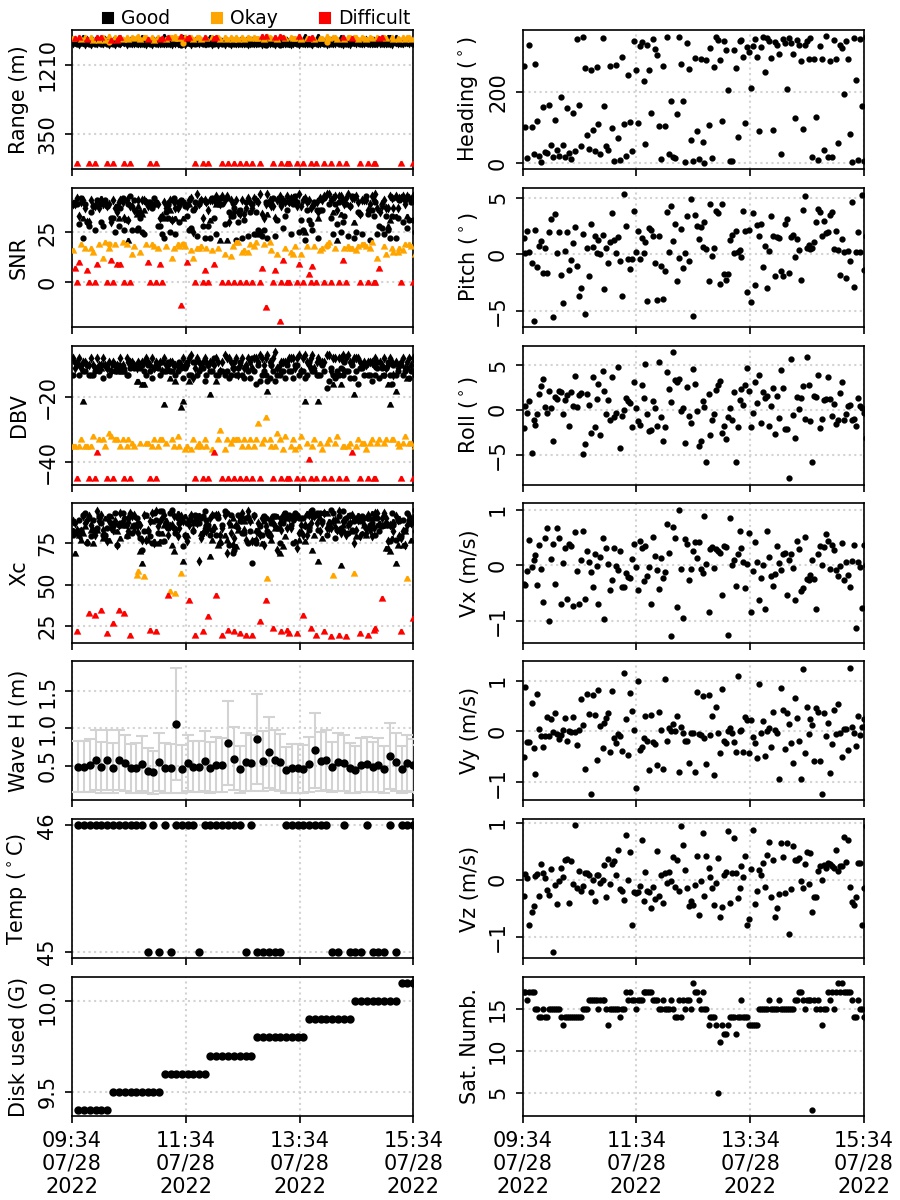 Good Okay Difficult
Range (m)
1210
350
Heading (°)
200
0
SNR
25
0
Pitch (°)
5
0
−5
DBV
−20
−40
Roll (°)
5
0
−5
Xc
75
50
25
Vx (m/s)
1
0
−1
Wave H (m)
1.5
1.0
0.5
Vy (m/s)
1
0
−1
Temp (°C)
46
45
Vz (m/s)
1
0
−1
Disk used (G)
10.0
9.5
Sat. Numb.
15
10
5
09:34 11:34 13:34 15:34
07/28 07/28 07/28 07/28
2022 2022 2022 2022
09:34 11:34 13:34 15:34
07/28 07/28 07/28 07/28
2022 2022 2022 2022